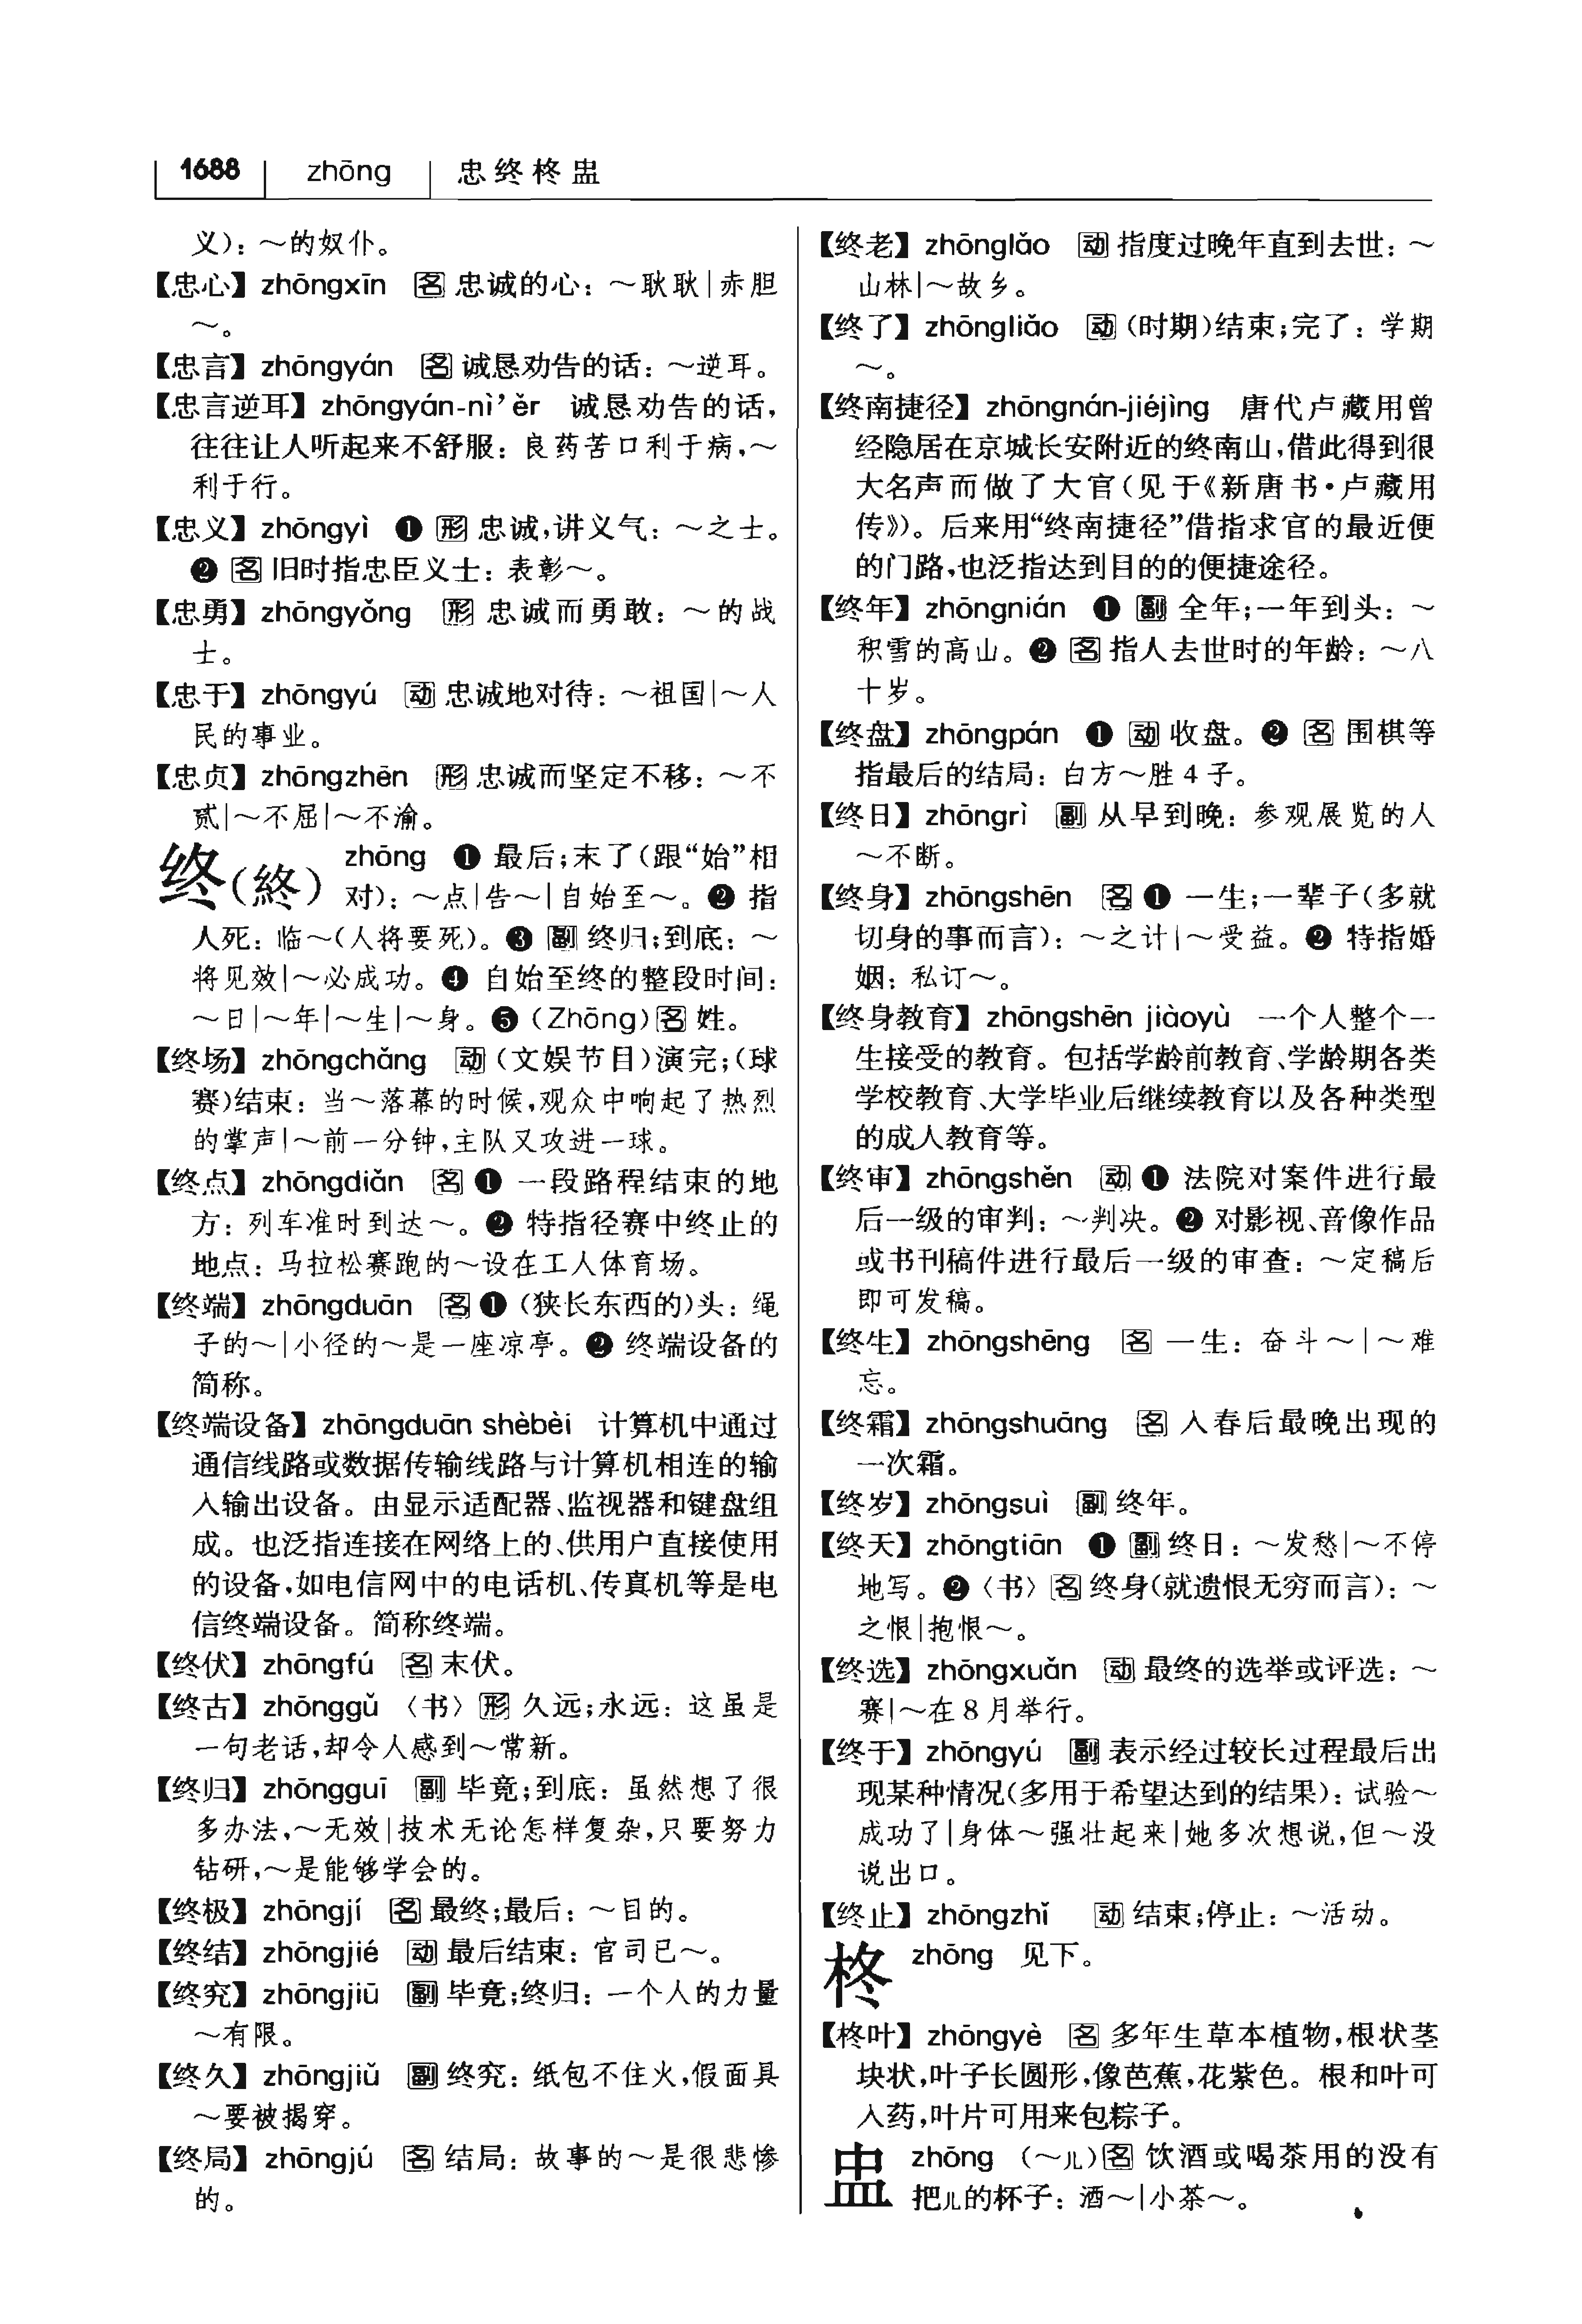 1688 zhōng 忠终柊盅
义):～的奴仆。
【忠心】zhōngxīn 名 忠诚的心:～耿耿|赤胆
～。
【忠言】zhōngyán 名 诚恳劝告的话:～逆耳。
【忠言逆耳】zhōngyán-nì’ěr 诚恳劝告的话,
往往让人听起来不舒服:良药苦口利于病,～
利于行。
【忠义】zhōngyì ❶ 形 忠诚,讲义气:～之士。
❷ 名 旧时指忠臣义士:表彰～。
【忠勇】zhōngyǒng 形 忠诚而勇敢:～的战
士。
【忠于】zhōngyú 动 忠诚地对待:～祖国|～人
民的事业。
【忠贞】zhōngzhēn 形 忠诚而坚定不移:～不
贰|～不屈|～不渝。
终(終) zhōng ❶ 最后;末了(跟“始”相
对):～点|告～|自始至～。❷ 指
人死:临～(人将要死)。❸ 副 终归;到底:～
将见效|～必成功。❹ 自始至终的整段时间:
～日|～年|～生|～身。❺ (Zhōng) 名 姓。
【终场】zhōngchǎng 动 (文娱节目)演完;(球
赛)结束:当～落幕的时候,观众中响起了热烈
的掌声|～前一分钟,主队又攻进一球。
【终点】zhōngdiǎn 名 ❶ 一段路程结束的地
方:列车准时到达～。❷ 特指径赛中终止的
地点:马拉松赛跑的～设在工人体育场。
【终端】zhōngduān 名 ❶ (狭长东西的)头:绳
子的～|小径的～是一座凉亭。❷ 终端设备的
简称。
【终端设备】zhōngduān shèbèi 计算机中通过
通信线路或数据传输线路与计算机相连的输
入输出设备。由显示适配器、监视器和键盘组
成。也泛指连接在网络上的、供用户直接使用
的设备,如电信网中的电话机、传真机等是电
信终端设备。简称终端。
【终伏】zhōngfú 名 末伏。
【终古】zhōnggǔ 〈书〉形 久远;永远:这虽是
一句老话,却令人感到～常新。
【终归】zhōngguī 副 毕竟;到底:虽然想了很
多办法,～无效|技术无论怎样复杂,只要努力
钻研,～是能够学会的。
【终极】zhōngjí 名 最终;最后:～目的。
【终结】zhōngjié 动 最后结束:官司已～。
【终究】zhōngjiū 副 毕竟;终归:一个人的力量
～有限。
【终久】zhōngjiǔ 副 终究:纸包不住火,假面具
～要被揭穿。
【终局】zhōngjú 名 结局:故事的～是很悲惨
的。
【终老】zhōnglǎo 动 指度过晚年直到去世:～
山林|～故乡。
【终了】zhōngliǎo 动 (时期)结束;完了:学期
～。
【终南捷径】zhōngnán-jiéjìng 唐代卢藏用曾
经隐居在京城长安附近的终南山,借此得到很
大名声而做了大官(见于《新唐书·卢藏用
传》)。后来用“终南捷径”借指求官的最近便
的门路,也泛指达到目的的便捷途径。
【终年】zhōngnián ❶ 副 全年;一年到头:～
积雪的高山。❷ 名 指人去世时的年龄:～八
十岁。
【终盘】zhōngpán ❶ 动 收盘。❷ 名 围棋等
指最后的结局:白方～胜 4 子。
【终日】zhōngrì 副 从早到晚:参观展览的人
～不断。
【终身】zhōngshēn 名 ❶ 一生;一辈子(多就
切身的事而言):～之计|～受益。❷ 特指婚
姻:私订～。
【终身教育】zhōngshēn jiàoyù 一个人整个一
生接受的教育。包括学龄前教育、学龄期各类
学校教育、大学毕业后继续教育以及各种类型
的成人教育等。
【终审】zhōngshěn 动 ❶ 法院对案件进行最
后一级的审判:～判决。❷ 对影视、音像作品
或书刊稿件进行最后一级的审查:～定稿后
即可发稿。
【终生】zhōngshēng 名 一生:奋斗～|～难
忘。
【终霜】zhōngshuāng 名 入春后最晚出现的
一次霜。
【终岁】zhōngsuì 副 终年。
【终天】zhōngtiān ❶ 副 终日:～发愁|～不停
地写。❷〈书〉名 终身(就遗恨无穷而言):～
之恨|抱恨～。
【终选】zhōngxuǎn 动 最终的选举或评选:～
赛|～在 8 月举行。
【终于】zhōngyú 副 表示经过较长过程最后出
现某种情况(多用于希望达到的结果):试验～
成功了|身体～强壮起来|她多次想说,但～没
说出口。
【终止】zhōngzhǐ 动 结束;停止:～活动。
柊 zhōng 见下。
【柊叶】zhōngyè 名 多年生草本植物,根状茎
块状,叶子长圆形,像芭蕉,花紫色。根和叶可
入药,叶片可用来包粽子。
盅 zhōng (～儿) 名 饮酒或喝茶用的没有
把儿的杯子:酒～|小茶～。